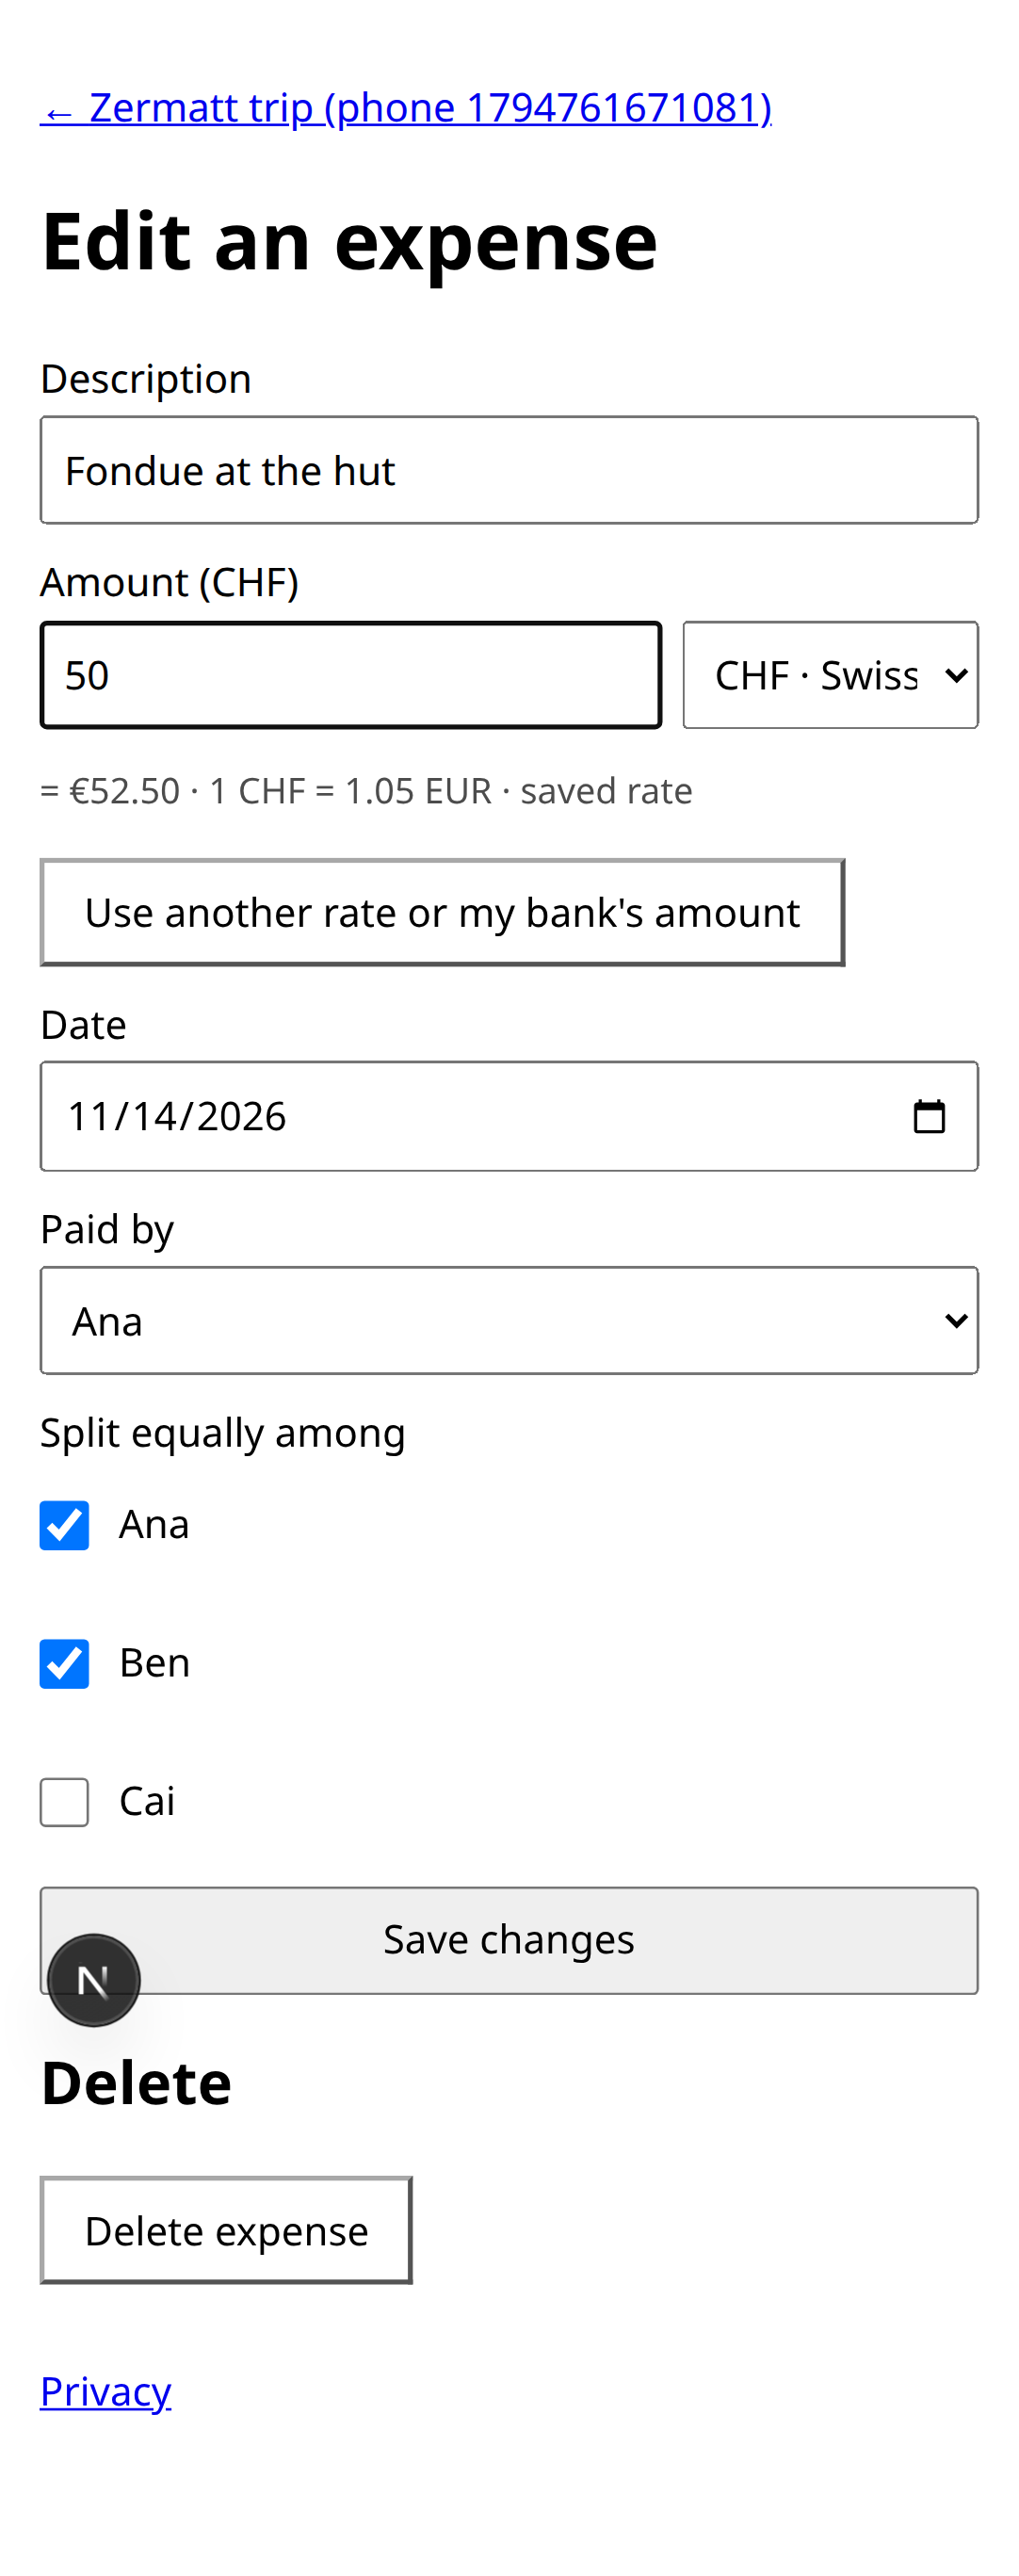 ← Zermatt trip (phone 1794761671081)
Edit an expense
Description
Fondue at the hut
Amount (CHF)
50
CHF · Swiss
= €52.50 · 1 CHF = 1.05 EUR · saved rate
Use another rate or my bank's amount
Date
11/14/2026
Paid by
Ana
Split equally among
Ana
Ben
Cai
Save changes
N
Delete
Delete expense
Privacy